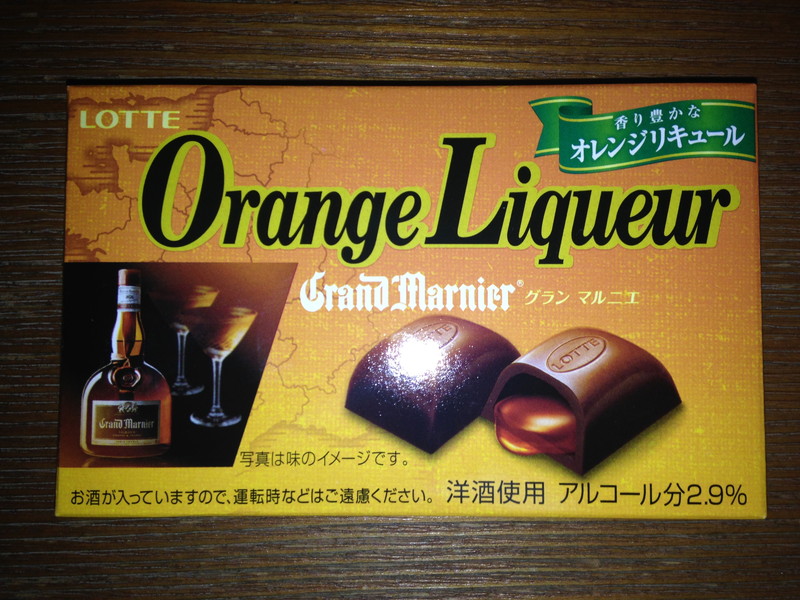 LOTTE
香り豊かな
オレンジリキュール
Orange Liqueur
Grand Marnier® グラン マルニエ
LOTTE
Grand Marnier
写真は味のイメージです。
お酒が入っていますので、運転時などはご遠慮ください。 洋酒使用 アルコール分2.9%